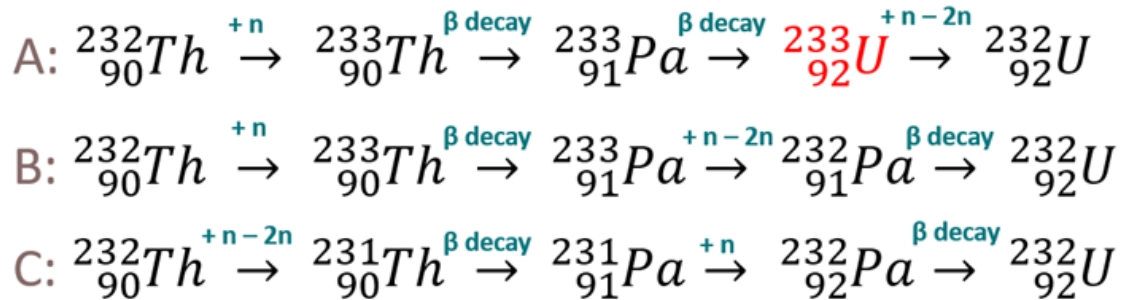 A: ²³²₉₀Th + n → ²³³₉₀Th β decay → ²³³₉₁Pa β decay → ²³³₉₂U + n – 2n → ²³²₉₂U
B: ²³²₉₀Th + n → ²³³₉₀Th β decay → ²³³₉₁Pa + n – 2n → ²³²₉₁Pa β decay → ²³²₉₂U
C: ²³²₉₀Th + n – 2n → ²³¹₉₀Th β decay → ²³¹₉₁Pa + n → ²³²₉₂Pa β decay → ²³²₉₂U